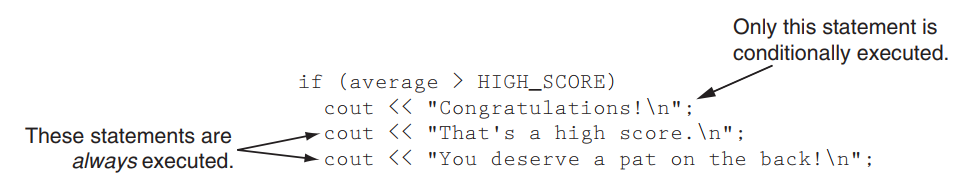 Only this statement is
conditionally executed.
if (average > HIGH_SCORE)
cout << "Congratulations!\n";
cout << "That's a high score.\n";
cout << "You deserve a pat on the back!\n";
These statements are
always executed.